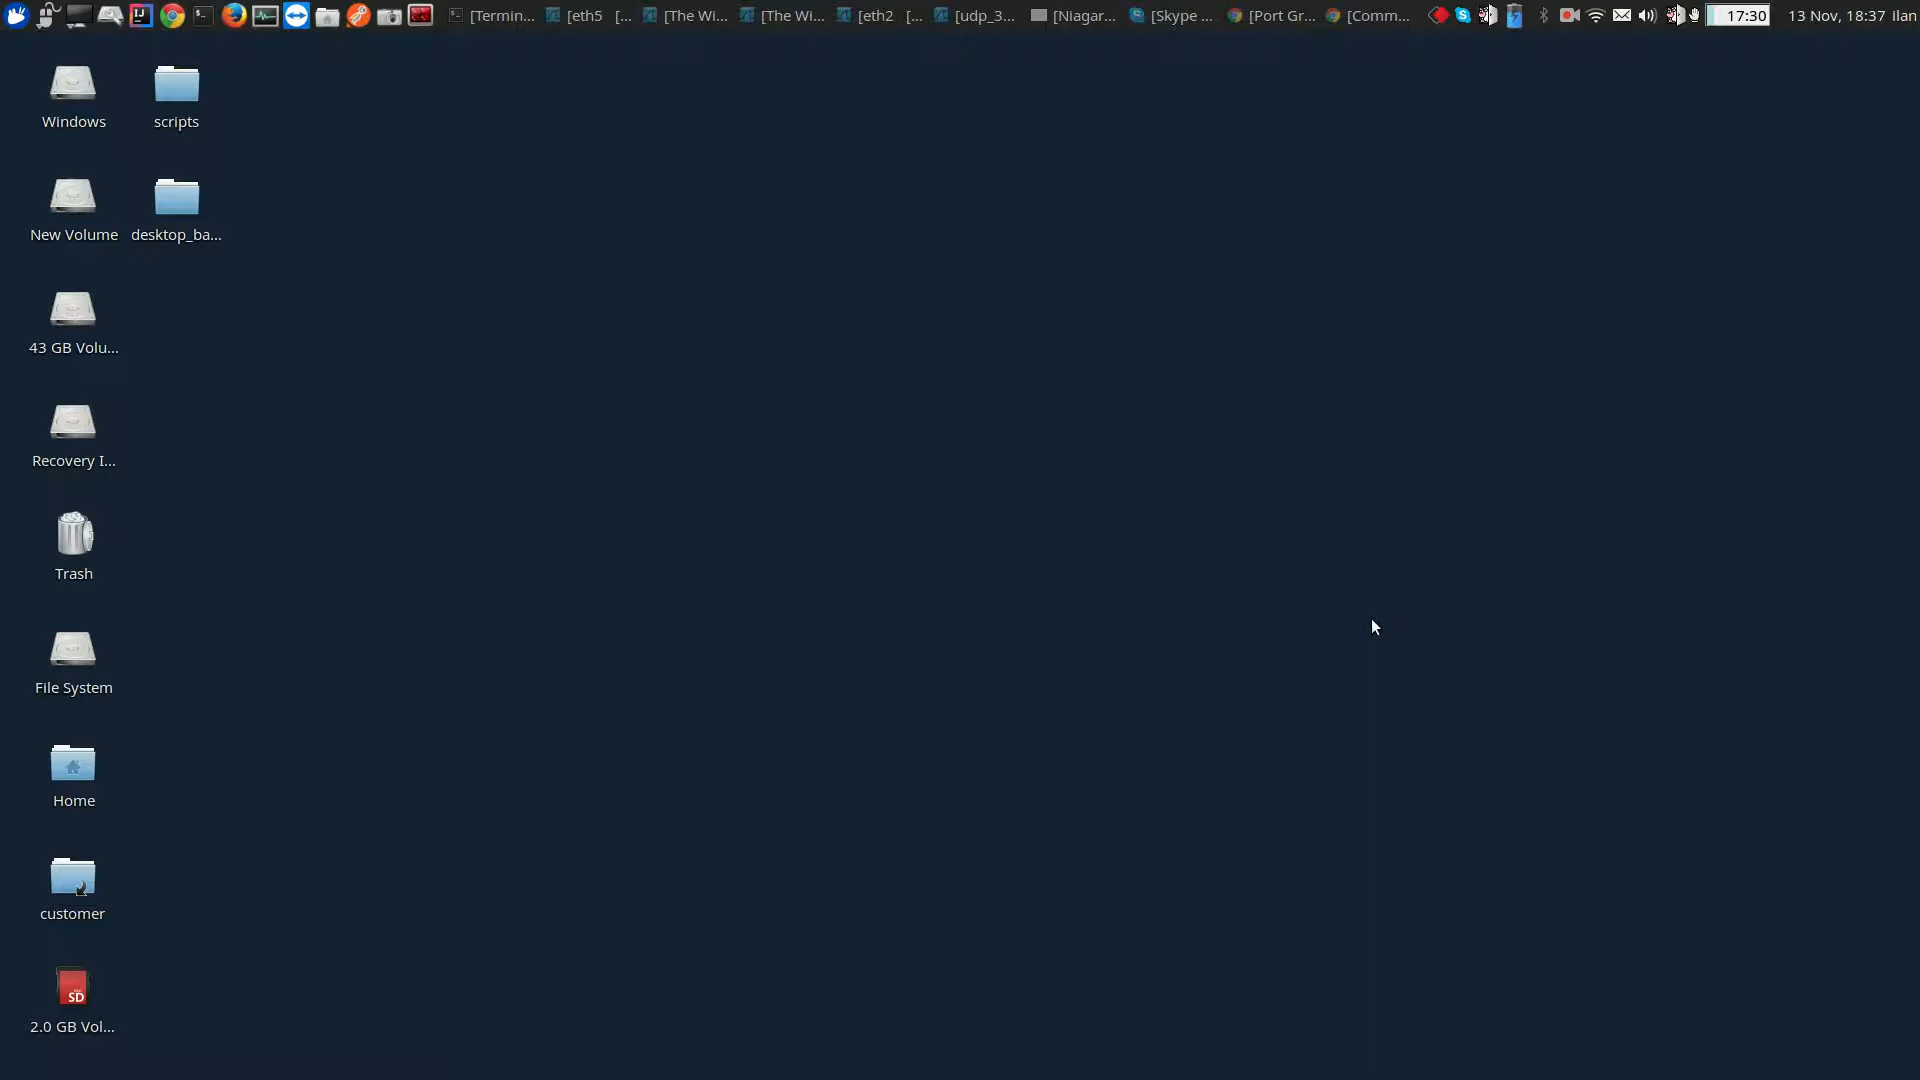 [Termin... [eth5 [... [The Wi... [The Wi... [eth2 [... [udp_3... [Niagar... [Skype ... [Port Gr... [Comm... 17:30 13 Nov, 18:37 ilan
Windows scripts
New Volume desktop_ba...
43 GB Volu...
Recovery I...
Trash
File System
Home
customer
SD
2.0 GB Vol...